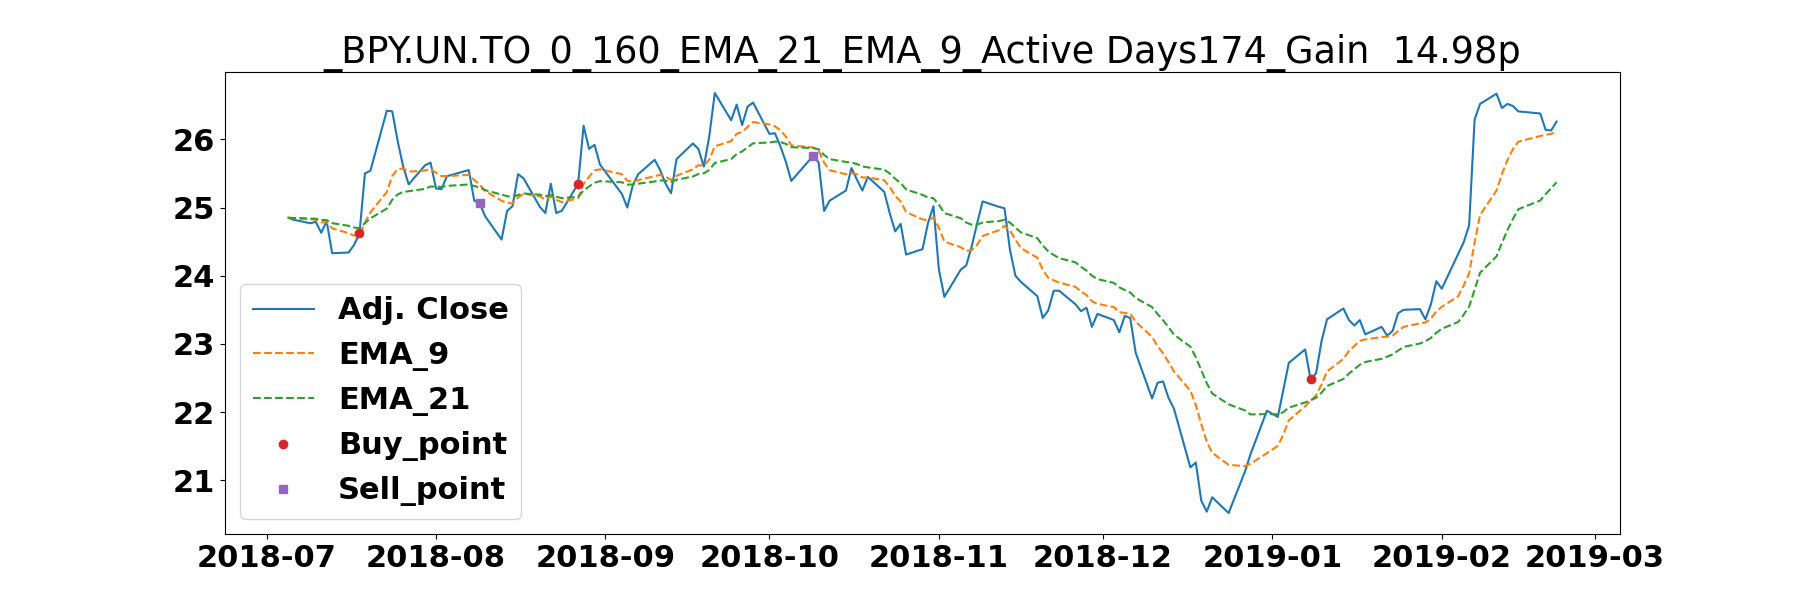 _BPY.UN.TO_0_160_EMA_21_EMA_9_Active Days174_Gain  14.98p
26
25
24
23
22
21
Adj. Close
EMA_9
EMA_21
Buy_point
Sell_point
2018-07 2018-08 2018-09 2018-10 2018-11 2018-12 2019-01 2019-02 2019-03